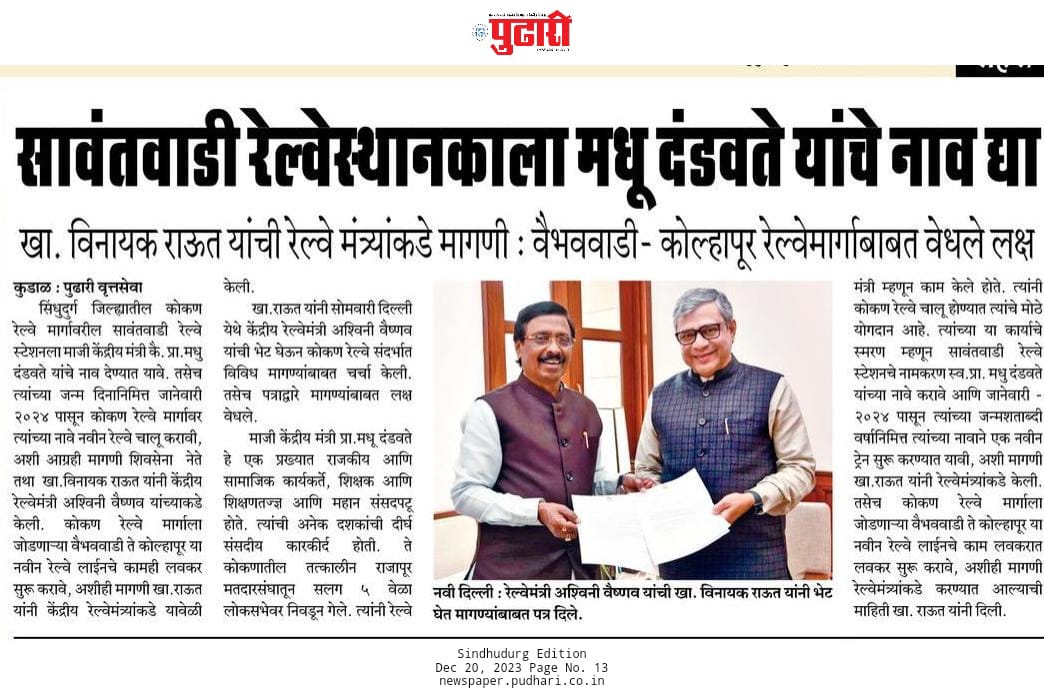 पुढारी
सावंतवाडी रेल्वेस्थानकाला मधू दंडवते यांचे नाव द्या
खा. विनायक राऊत यांची रेल्वे मंत्र्यांकडे मागणी : वैभववाडी- कोल्हापूर रेल्वेमार्गाबाबत वेधले लक्ष
कुडाळ : पुढारी वृत्तसेवा
सिंधुदुर्ग जिल्ह्यातील कोकण
रेल्वे मार्गावरील सावंतवाडी रेल्वे
स्टेशनला माजी केंद्रीय मंत्री कै. प्रा.मधु
दंडवते यांचे नाव देण्यात यावे. तसेच
त्यांच्या जन्म दिनानिमित्त जानेवारी
२०२४ पासून कोकण रेल्वे मार्गावर
त्यांच्या नावे नवीन रेल्वे चालू करावी,
अशी आग्रही मागणी शिवसेना नेते
तथा खा.विनायक राऊत यांनी केंद्रीय
रेल्वेमंत्री अश्विनी वैष्णव यांच्याकडे
केली. कोकण रेल्वे मार्गाला
जोडणाऱ्या वैभववाडी ते कोल्हापूर या
नवीन रेल्वे लाईनचे कामही लवकर
सुरू करावे, अशीही मागणी खा.राऊत
यांनी केंद्रीय रेल्वेमंत्र्यांकडे यावेळी
केली.
खा.राऊत यांनी सोमवारी दिल्ली
येथे केंद्रीय रेल्वेमंत्री अश्विनी वैष्णव
यांची भेट घेऊन कोकण रेल्वे संदर्भात
विविध मागण्यांबाबत चर्चा केली.
तसेच पत्राद्वारे मागण्यांबाबत लक्ष
वेधले.
माजी केंद्रीय मंत्री प्रा.मधू दंडवते
हे एक प्रख्यात राजकीय आणि
सामाजिक कार्यकर्ते, शिक्षक आणि
शिक्षणतज्ज्ञ आणि महान संसदपटू
होते. त्यांची अनेक दशकांची दीर्घ
संसदीय कारकीर्द होती. ते
कोकणातील तत्कालीन राजापूर
मतदारसंघातून सलग ५ वेळा
लोकसभेवर निवडून गेले. त्यांनी रेल्वे
नवी दिल्ली : रेल्वेमंत्री अश्विनी वैष्णव यांची खा. विनायक राऊत यांनी भेट
घेत मागण्यांबाबत पत्र दिले.
मंत्री म्हणून काम केले होते. त्यांनी
कोकण रेल्वे चालू होण्यात त्यांचे मोठे
योगदान आहे. त्यांच्या या कार्याचे
स्मरण म्हणून सावंतवाडी रेल्वे
स्टेशनचे नामकरण स्व.प्रा. मधु दंडवते
यांच्या नावे करावे आणि जानेवारी -
२०२४ पासून त्यांच्या जन्मशताब्दी
वर्षानिमित्त त्यांच्या नावाने एक नवीन
ट्रेन सुरू करण्यात यावी, अशी मागणी
खा.राऊत यांनी रेल्वेमंत्र्यांकडे केली.
तसेच कोकण रेल्वे मार्गाला
जोडणाऱ्या वैभववाडी ते कोल्हापूर या
नवीन रेल्वे लाईनचे काम लवकरात
लवकर सुरू करावे, अशीही मागणी
रेल्वेमंत्र्यांकडे करण्यात आल्याची
माहिती खा. राऊत यांनी दिली.
Sindhudurg Edition
Dec 20, 2023 Page No. 13
newspaper.pudhari.co.in